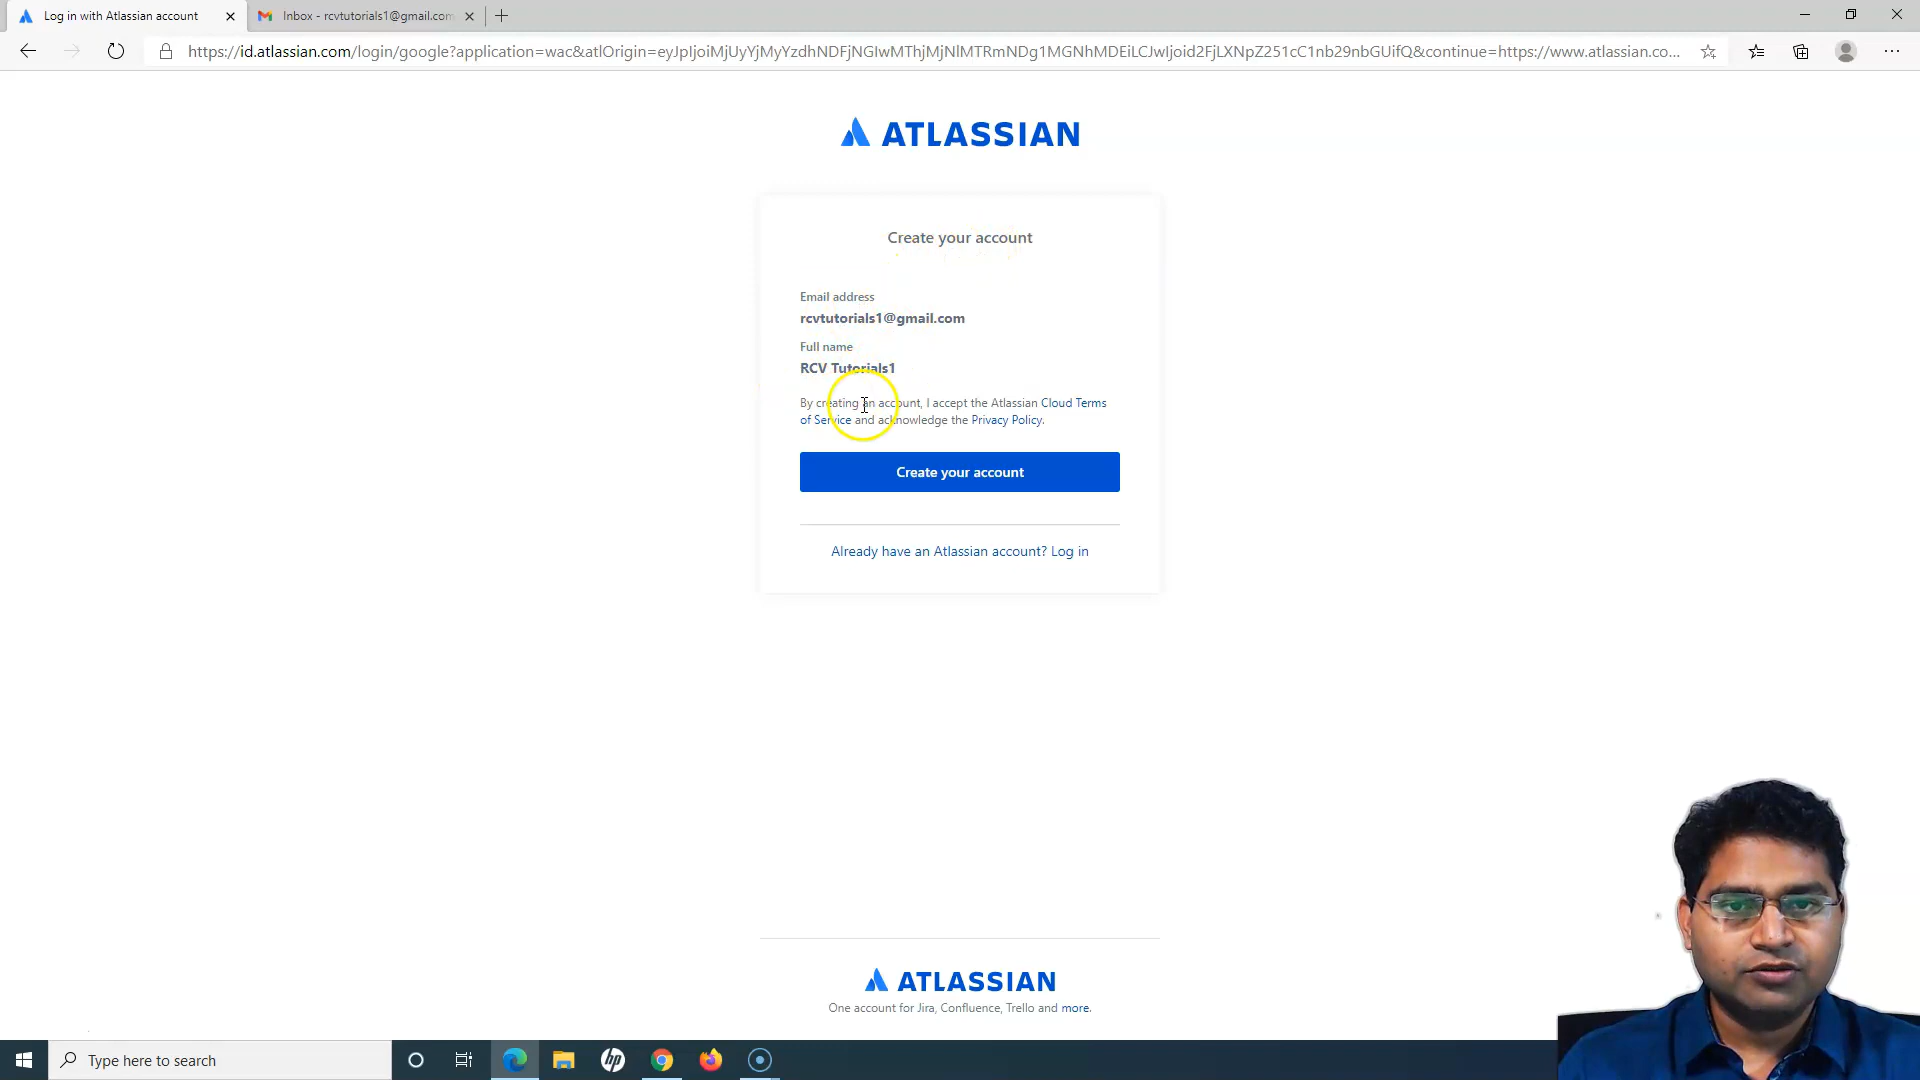 Log in with Atlassian account
Inbox - rcvtutorials1@gmail.com
https://id.atlassian.com/login/google?application=wac&atlOrigin=eyJpIjoiMjUyYjMyYzdhNDFjNGIwMThjMjNlMTRmNDg1MGNhMDEiLCJwIjoid2FjLXNpZ251cC1nb29nbGUifQ&continue=https://www.atlassian.co...
ATLASSIAN
Create your account
Email address
rcvtutorials1@gmail.com
Full name
RCV Tutorials1
By creating an account, I accept the Atlassian Cloud Terms
of Service and acknowledge the Privacy Policy.
Create your account
Already have an Atlassian account? Log in
ATLASSIAN
One account for Jira, Confluence, Trello and more.
Type here to search
hp